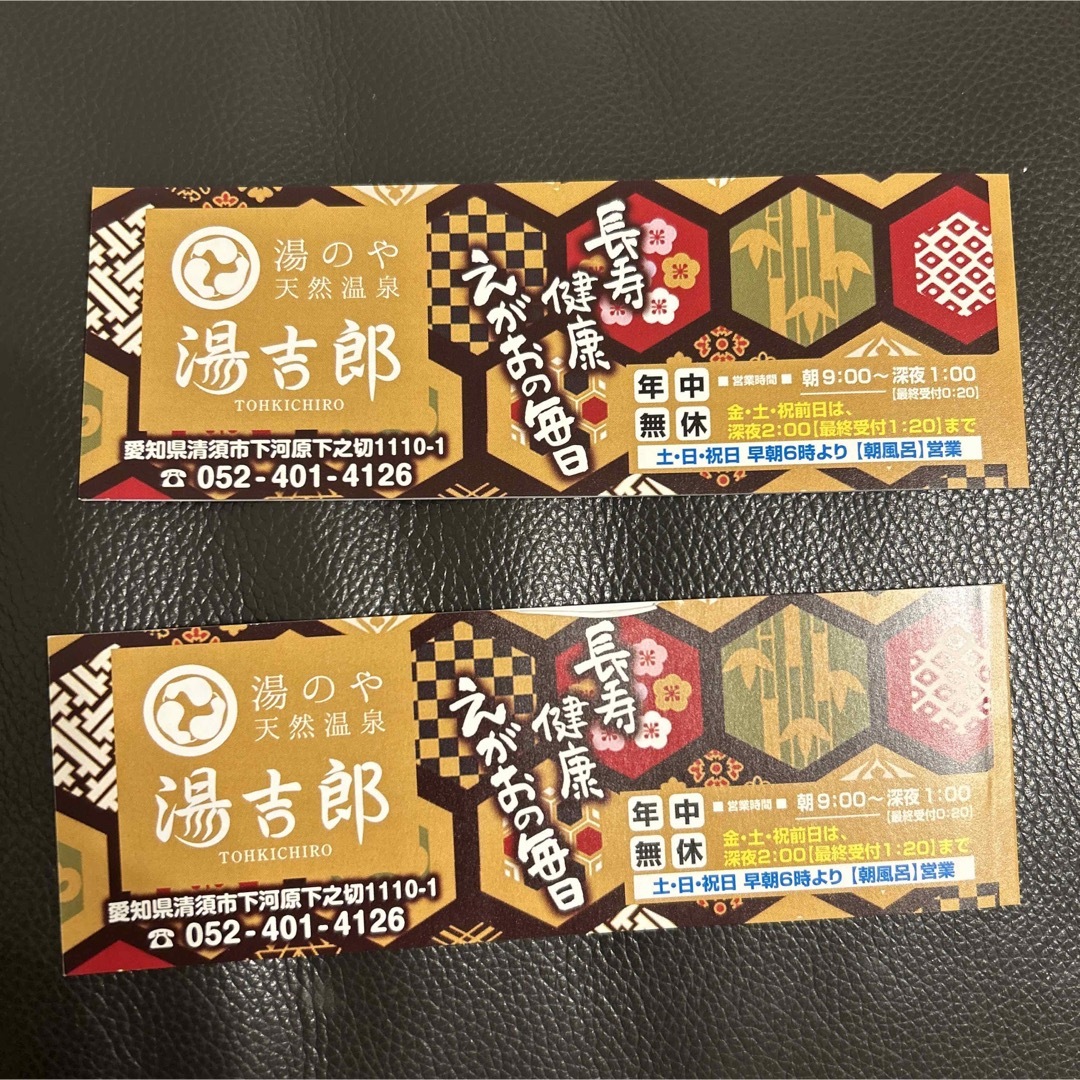 湯のや
天然温泉
湯吉郎
TOHKICHIRO
愛知県清須市下河原下之切1110-1
☎ 052-401-4126
長寿
健康
えがおの毎日
年中
無休
■営業時間■ 朝9:00〜深夜1:00
【最終受付0:20】
金・土・祝前日は、
深夜2:00【最終受付1:20】まで
土・日・祝日 早朝6時より【朝風呂】営業
湯のや
天然温泉
湯吉郎
TOHKICHIRO
愛知県清須市下河原下之切1110-1
☎ 052-401-4126
長寿
健康
えがおの毎日
年中
無休
■営業時間■ 朝9:00〜深夜1:00
【最終受付0:20】
金・土・祝前日は、
深夜2:00【最終受付1:20】まで
土・日・祝日 早朝6時より【朝風呂】営業